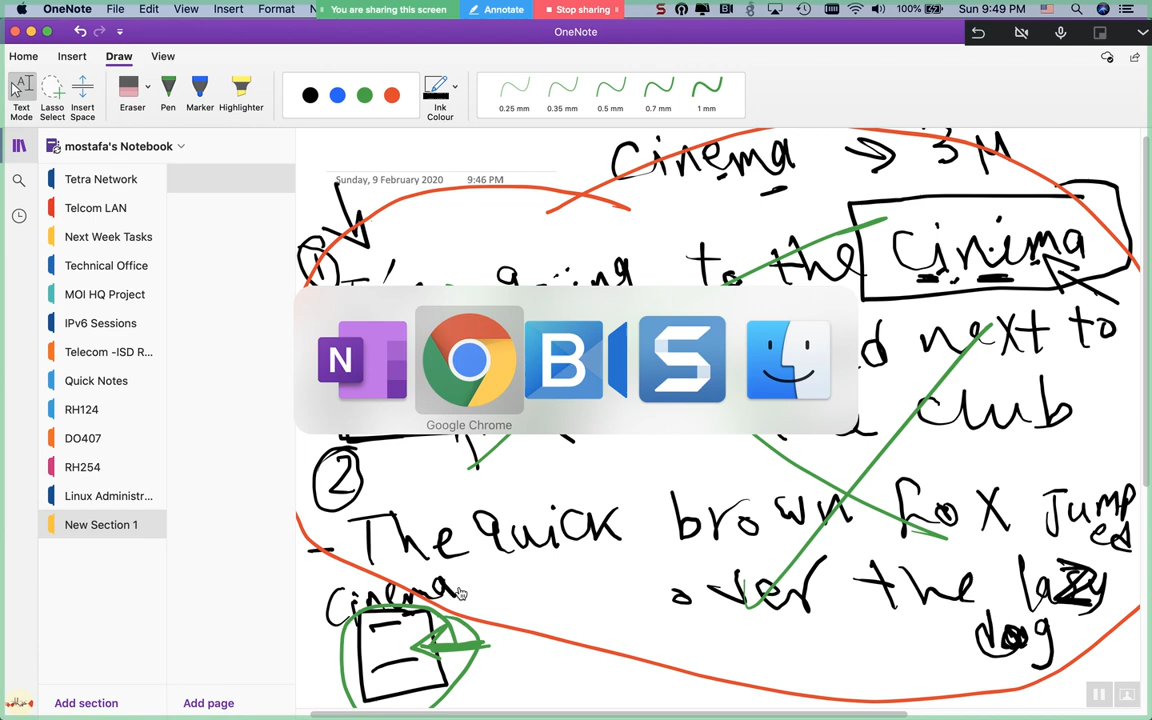 OneNote File Edit View Insert Format
You are sharing this screen
Annotate
Stop sharing
100%
Sun 9:49 PM
OneNote
Home Insert Draw View
Text Mode
Lasso Select
Insert Space
Eraser
Pen
Marker
Highlighter
Ink Colour
0.25 mm
0.35 mm
0.5 mm
0.7 mm
1 mm
mostafa's Notebook
Tetra Network
Telcom LAN
Next Week Tasks
Technical Office
MOI HQ Project
IPv6 Sessions
Telecom -ISD R...
Quick Notes
RH124
DO407
RH254
Linux Administr...
New Section 1
Add section
Add page
Sunday, 9 February 2020 9:46 PM
Cinema → 3 M
1 I'm going to the Cinima
next to
club
Google Chrome
2
- The quick brown fox jumped
over the lazy
dog
Cinema